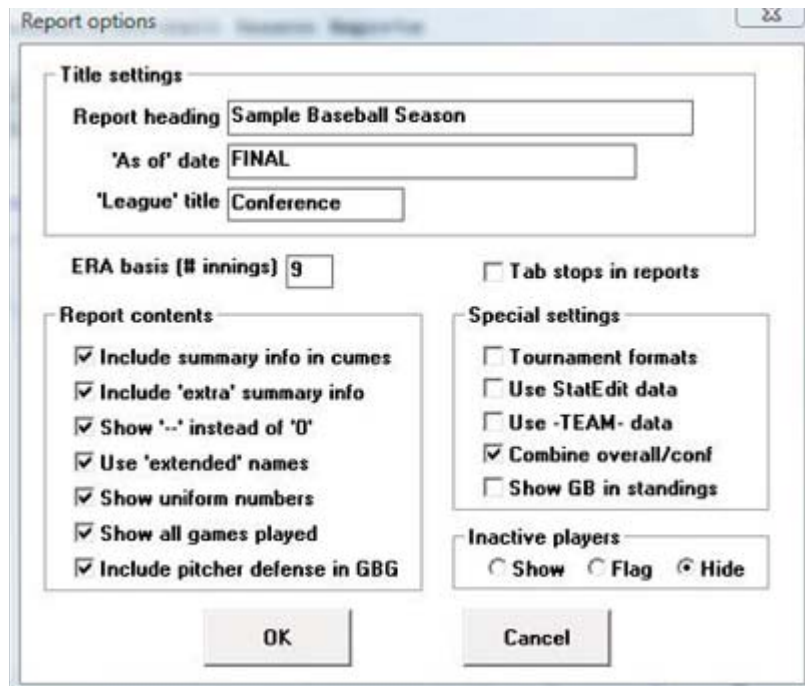 Report options
Title settings
Report heading Sample Baseball Season
'As of' date FINAL
'League' title Conference
ERA basis (# innings) 9
Tab stops in reports
Report contents
Include summary info in cumes
Include 'extra' summary info
Show '--' instead of '0'
Use 'extended' names
Show uniform numbers
Show all games played
Include pitcher defense in GBG
Special settings
Tournament formats
Use StatEdit data
Use -TEAM- data
Combine overall/conf
Show GB in standings
Inactive players
Show Flag Hide
OK Cancel